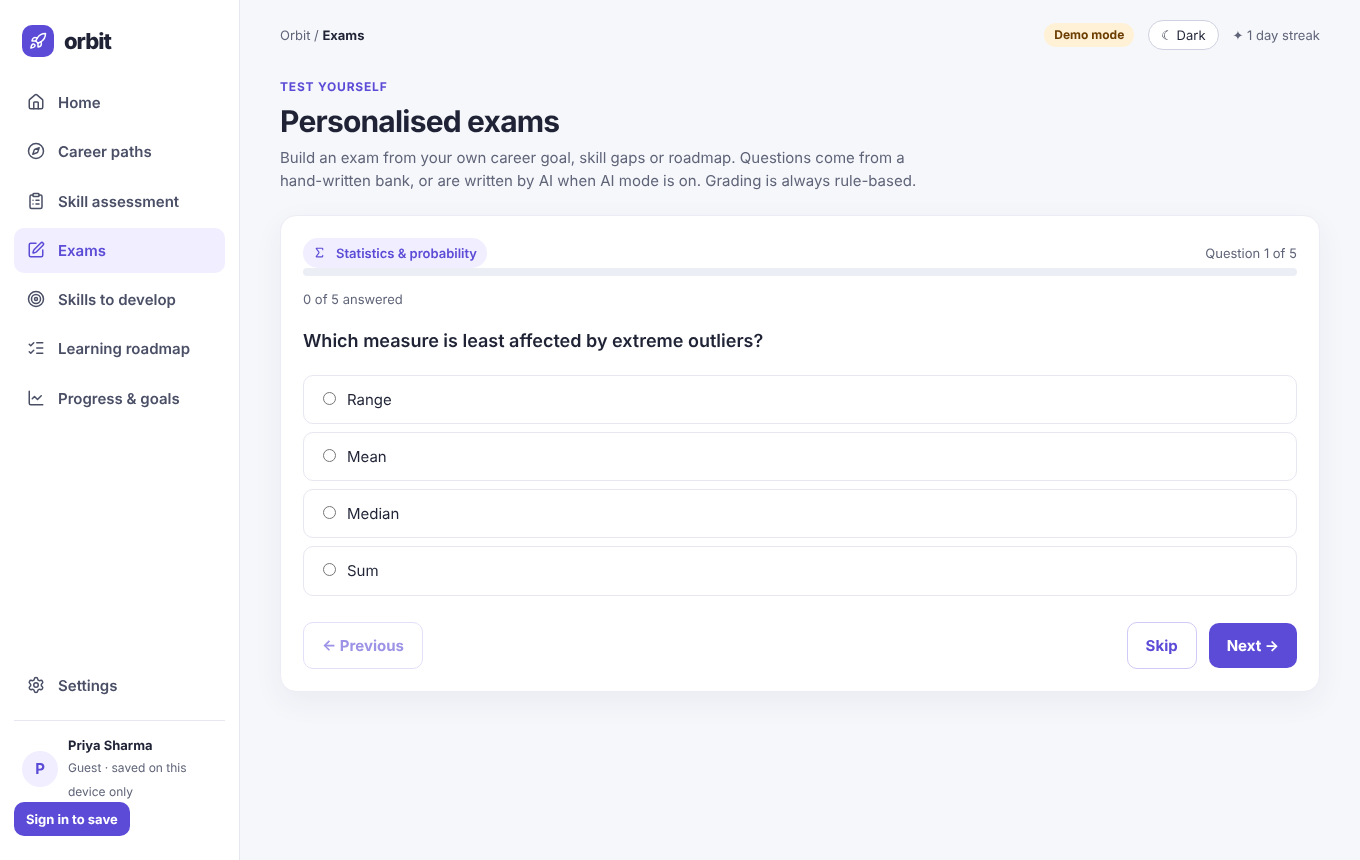 orbit
Home
Career paths
Skill assessment
Exams
Skills to develop
Learning roadmap
Progress & goals
Settings
P
Priya Sharma
Guest · saved on this
device only
Sign in to save
Orbit / Exams
Demo mode
☾ Dark
✦ 1 day streak
TEST YOURSELF
Personalised exams
Build an exam from your own career goal, skill gaps or roadmap. Questions come from a
hand-written bank, or are written by AI when AI mode is on. Grading is always rule-based.
Σ Statistics & probability
Question 1 of 5
0 of 5 answered
Which measure is least affected by extreme outliers?
Range
Mean
Median
Sum
← Previous
Skip
Next →